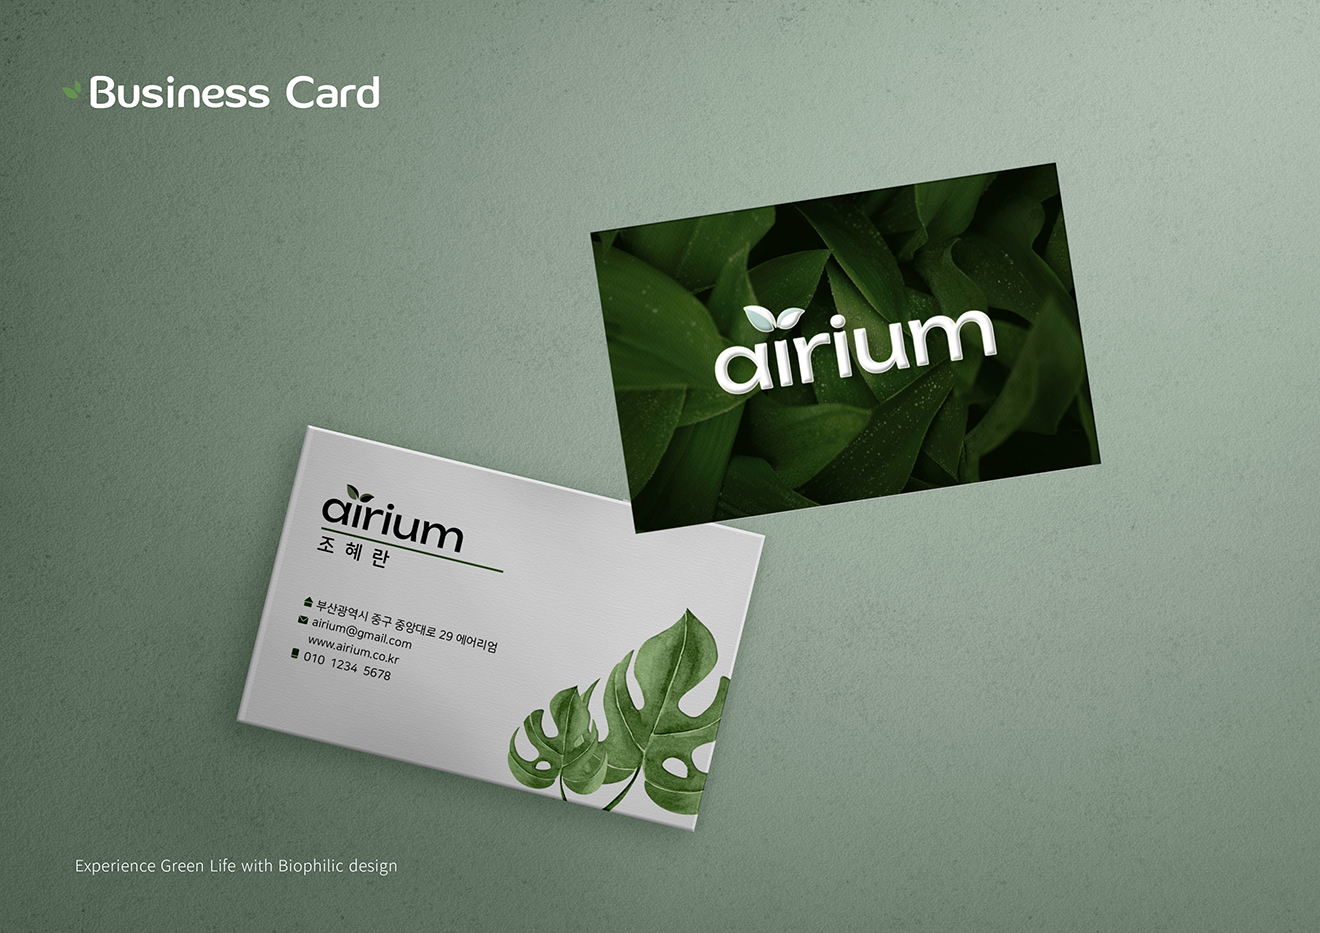 Business Card
airium
airium
조 혜 란
부산광역시 중구 중앙대로 29 에어리엄
airium@gmail.com
www.airium.co.kr
010 1234 5678
Experience Green Life with Biophilic design